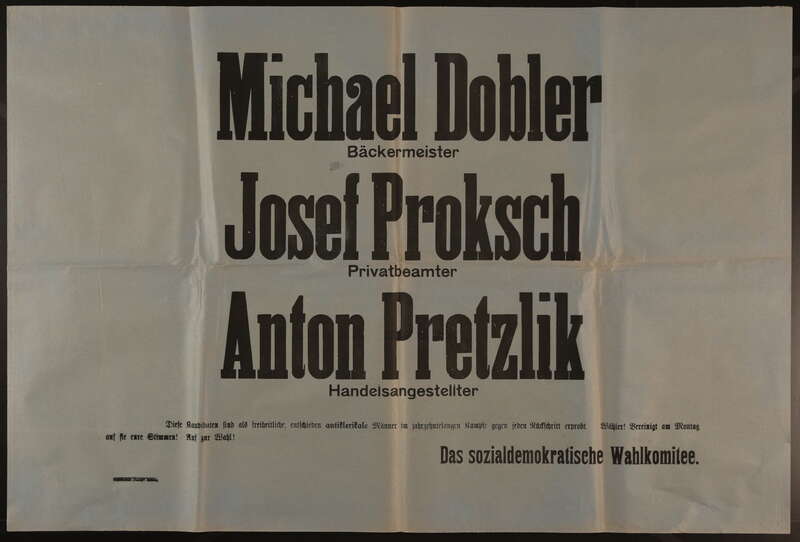 Michael Dobler
Bäckermeister
Josef Proksch
Privatbeamter
Anton Pretzlik
Handelsangestellter
Diese Kandidaten sind als freiheitliche, entschieden antiklerikale Männer im jahrzehntelangen Kampfe gegen jeden Rückschritt erprobt. Wähler! Vereinigt am Montag
auf sie eure Stimmen! Auf zur Wahl!
Das sozialdemokratische Wahlkomitee.